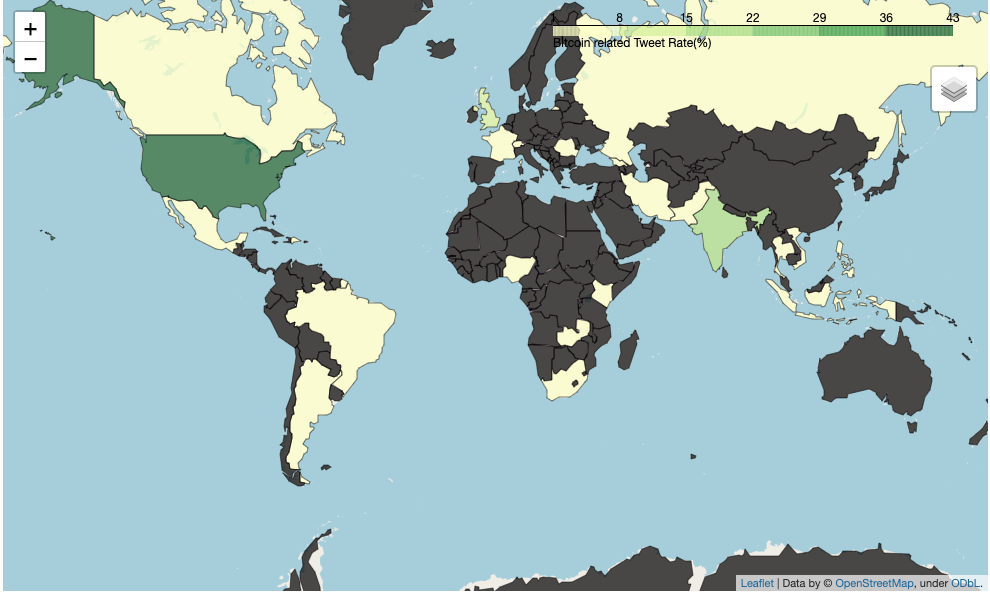 +
−
1 8 15 22 29 36 43
Bitcoin related Tweet Rate(%)
Leaflet | Data by © OpenStreetMap, under ODbL.